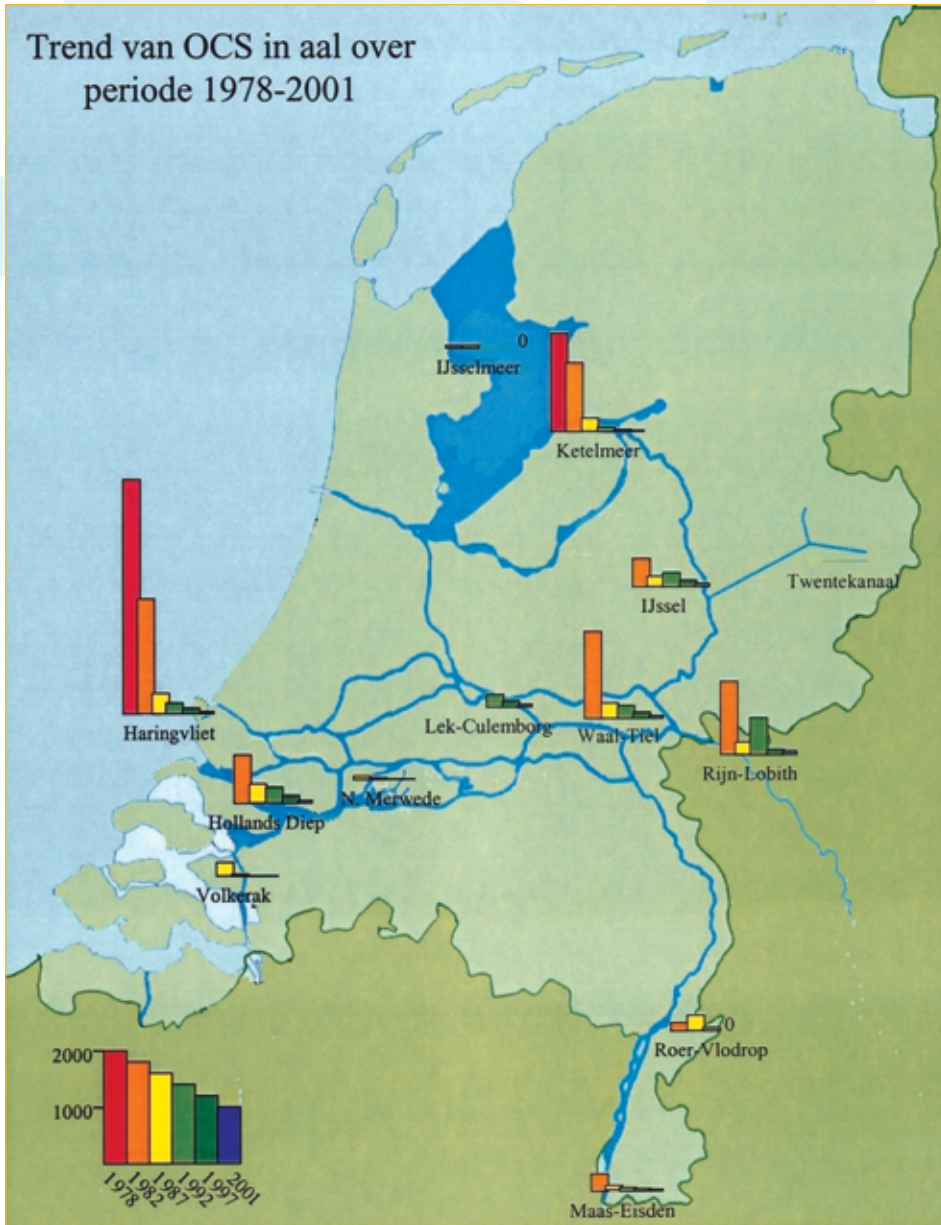 Trend van OCS in aal over
periode 1978-2001
0
IJsselmeer
Ketelmeer
Twentekanaal
IJssel
Haringvliet
Lek-Culemborg
Waal-Tiel
Rijn-Lobith
N. Merwede
Hollands Diep
Volkerak
0
Roer-Vlodrop
2000
1000
1978
1982
1987
1992
1997
2001
Maas-Eisden